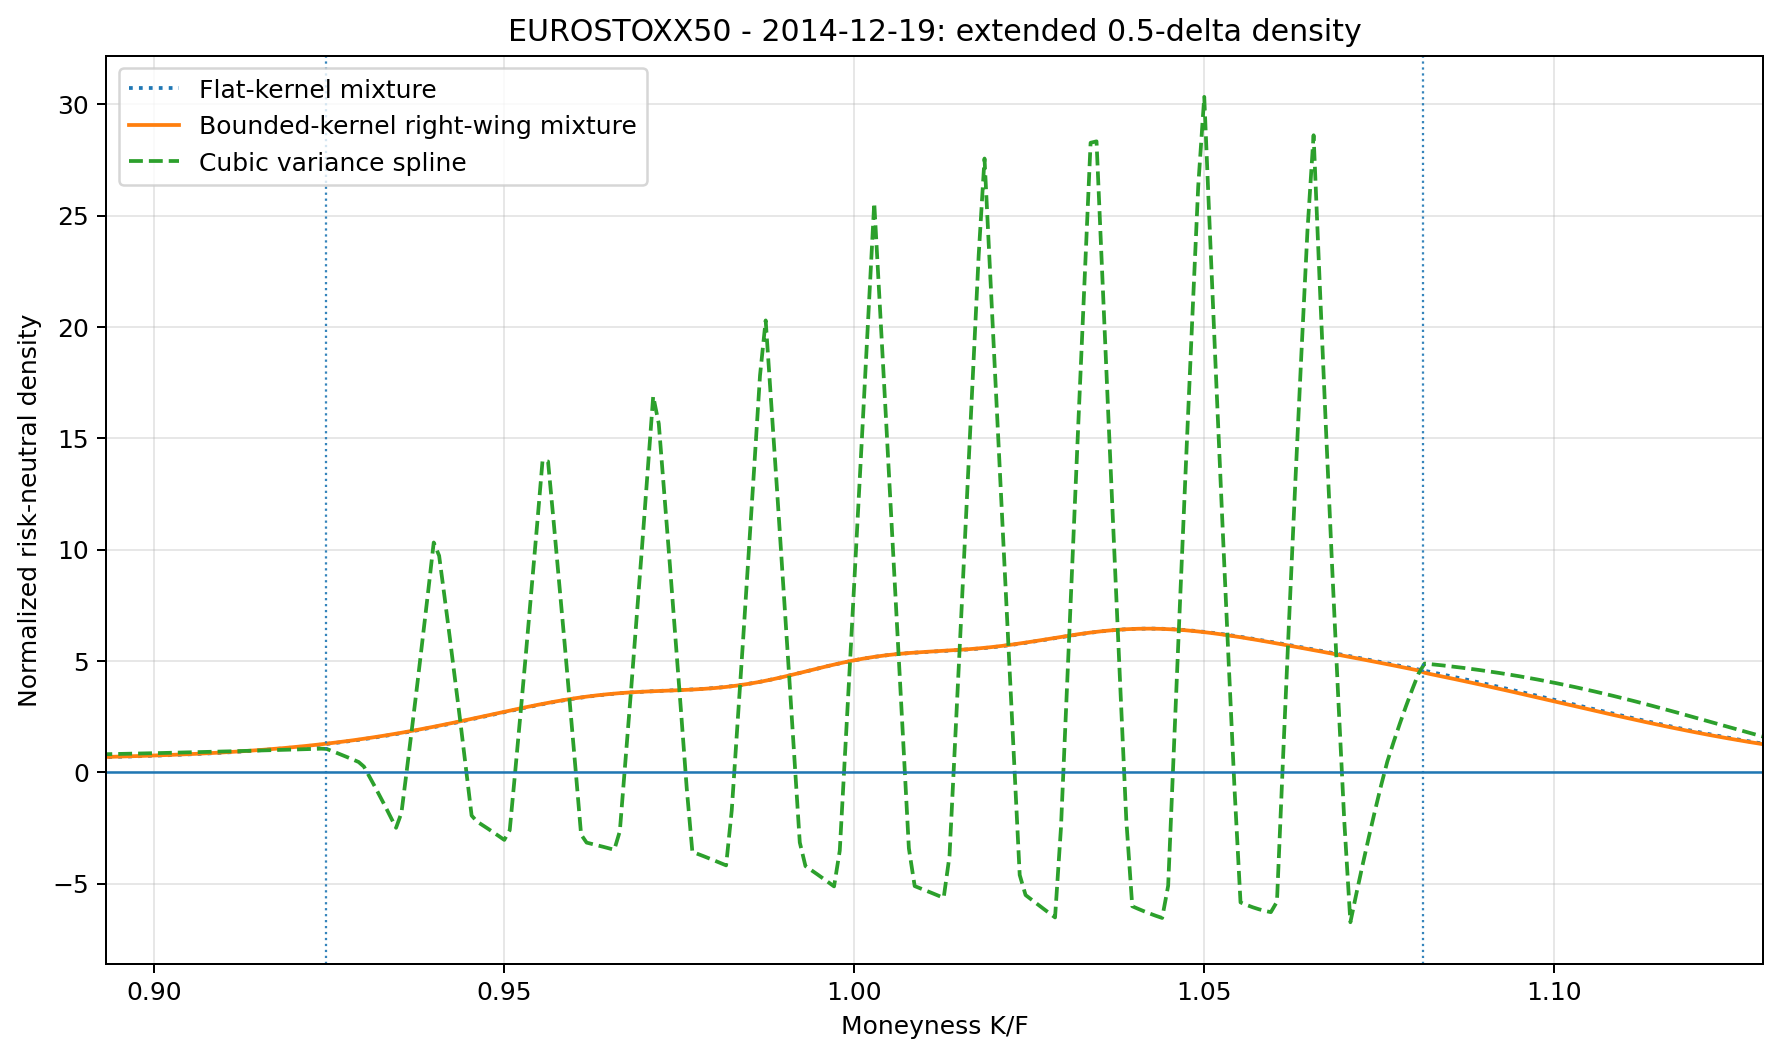 EUROSTOXX50 - 2014-12-19: extended 0.5-delta density
Flat-kernel mixture
Bounded-kernel right-wing mixture
Cubic variance spline
Normalized risk-neutral density
30
25
20
15
10
5
0
−5
0.90
0.95
1.00
1.05
1.10
Moneyness K/F